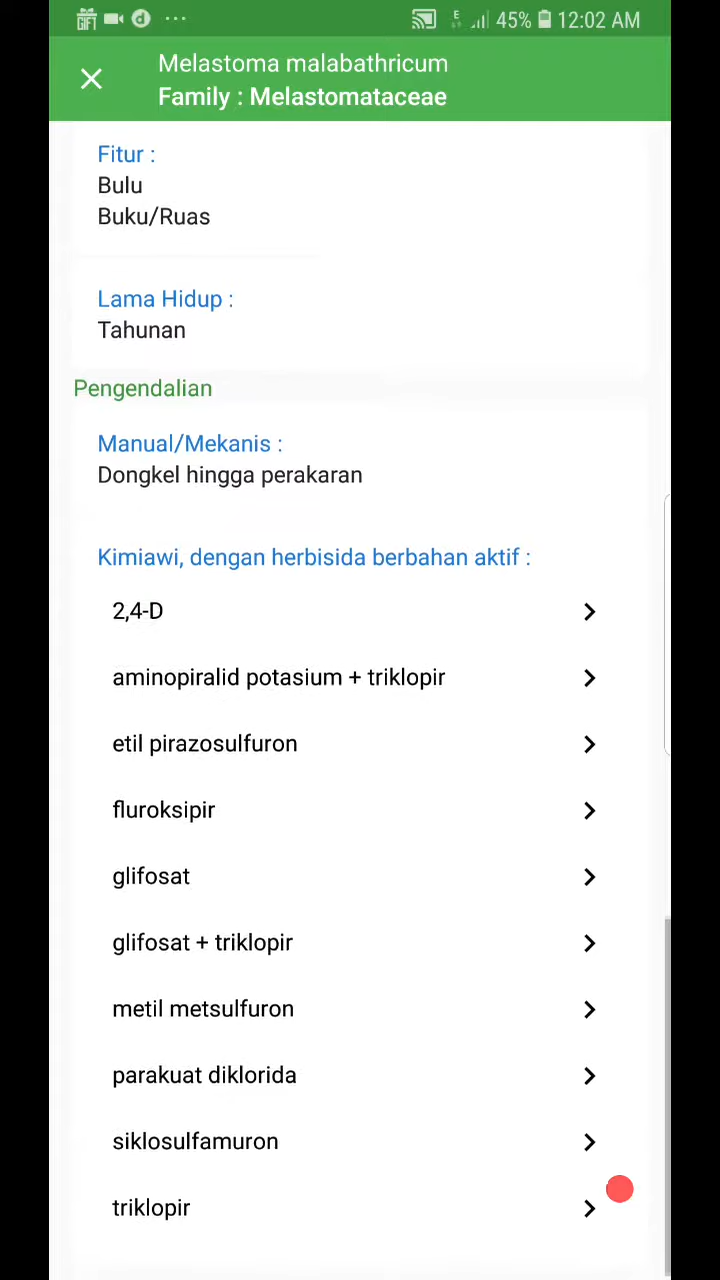 GIFT
E
45%
12:02 AM
Melastoma malabathricum
Family : Melastomataceae
Fitur :
Bulu
Buku/Ruas
Lama Hidup :
Tahunan
Pengendalian
Manual/Mekanis :
Dongkel hingga perakaran
Kimiawi, dengan herbisida berbahan aktif :
2,4-D
aminopiralid potasium + triklopir
etil pirazosulfuron
fluroksipir
glifosat
glifosat + triklopir
metil metsulfuron
parakuat diklorida
siklosulfamuron
triklopir